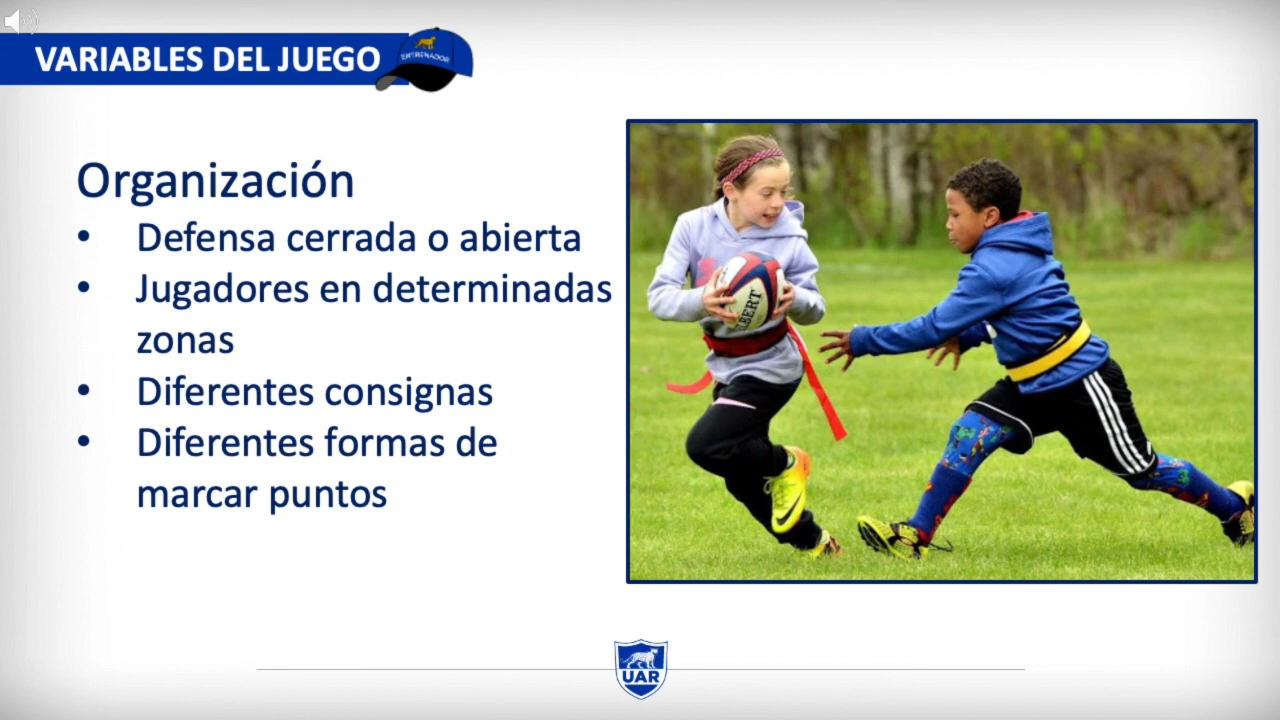 VARIABLES DEL JUEGO
ENTRENADOR
Organización
• Defensa cerrada o abierta
• Jugadores en determinadas
zonas
• Diferentes consignas
• Diferentes formas de
marcar puntos
LBERT
UAR